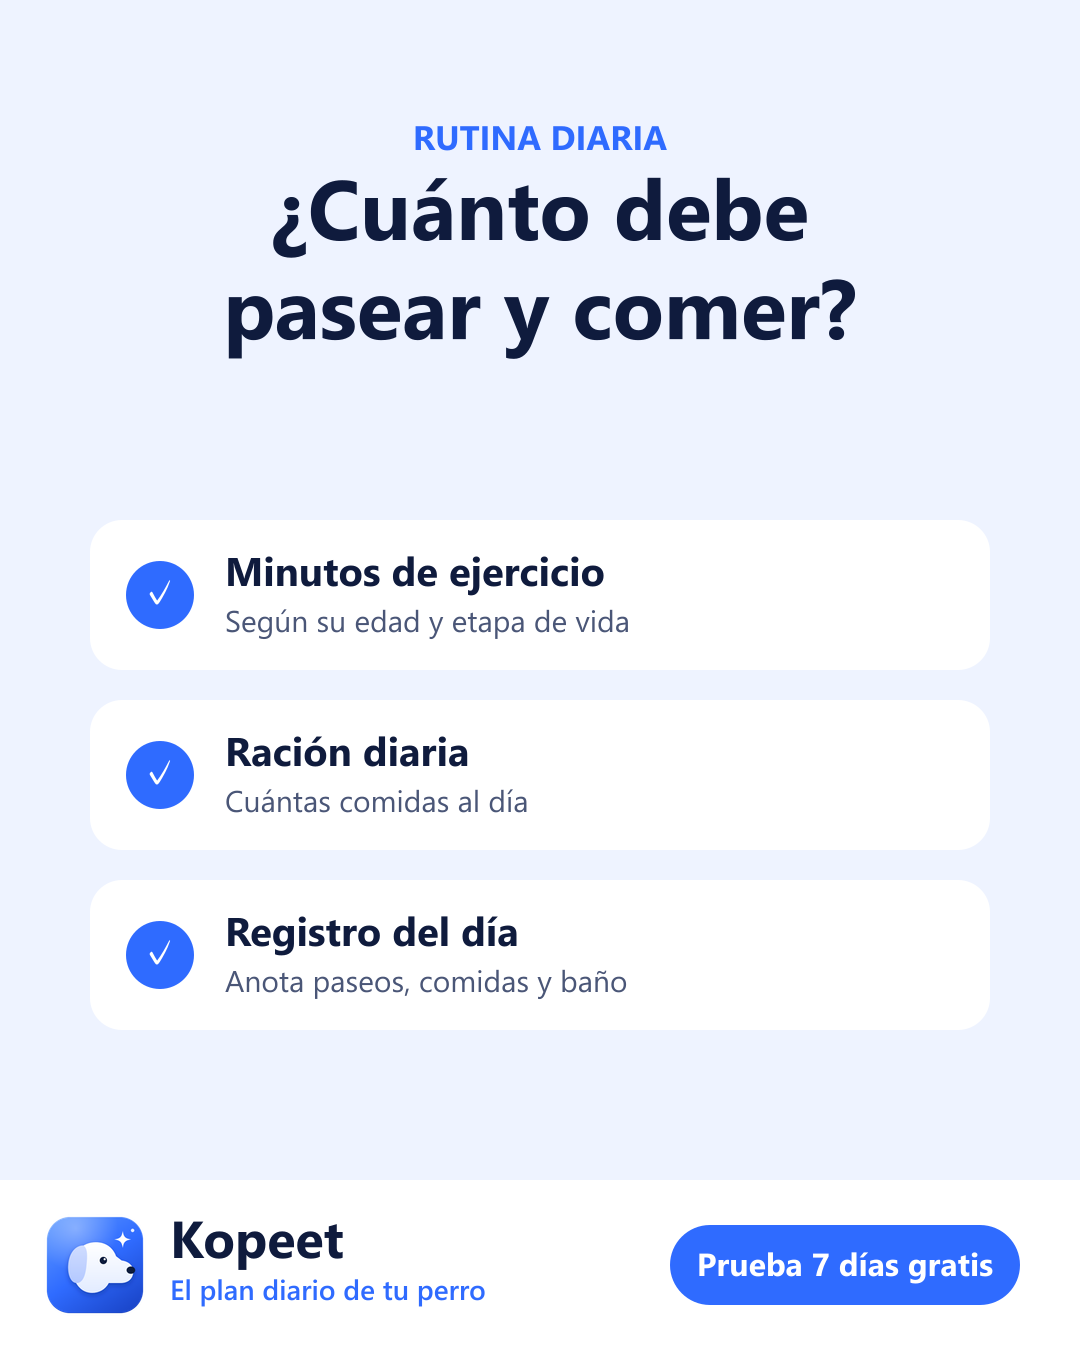 RUTINA DIARIA
¿Cuánto debe
pasear y comer?
Minutos de ejercicio
Según su edad y etapa de vida
Ración diaria
Cuántas comidas al día
Registro del día
Anota paseos, comidas y baño
Kopeet
El plan diario de tu perro
Prueba 7 días gratis